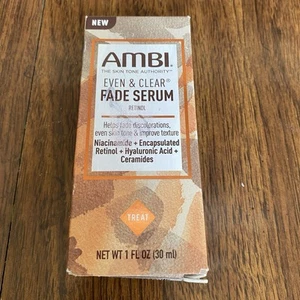 NEW
AMBI.
THE SKIN TONE AUTHORITY™
EVEN & CLEAR®
FADE SERUM
RETINOL
Helps fade discolorations,
even skin tone & improve texture
Niacinamide + Encapsulated
Retinol + Hyaluronic Acid +
Ceramides
TREAT
NET WT 1 FL OZ (30 ml)